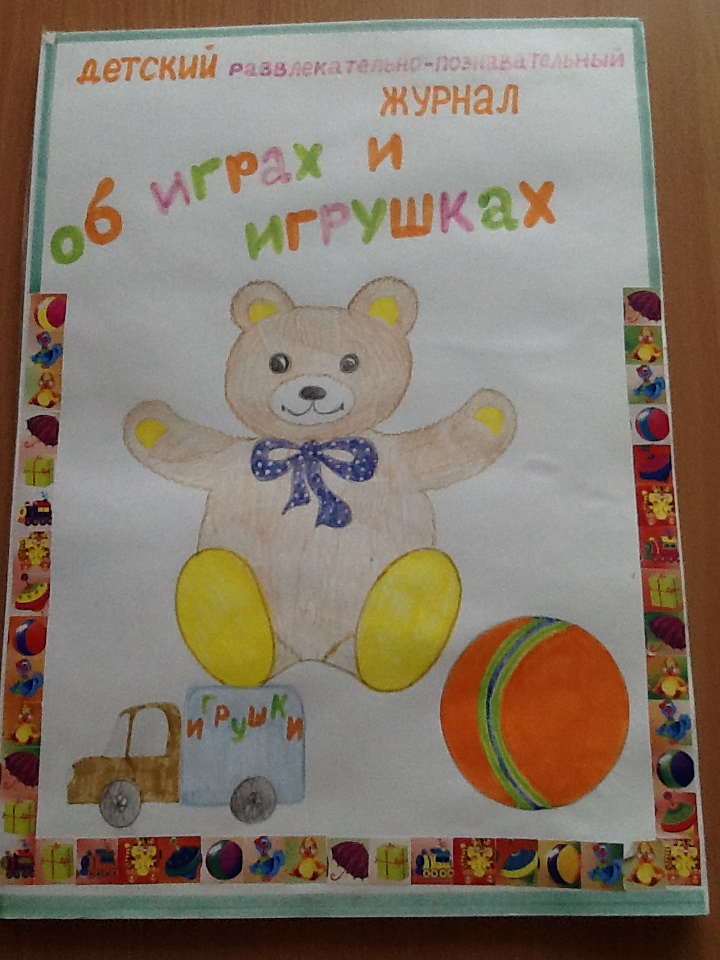 детский развлекательно-познавательный
журнал
об играх и
игрушках
игрушки